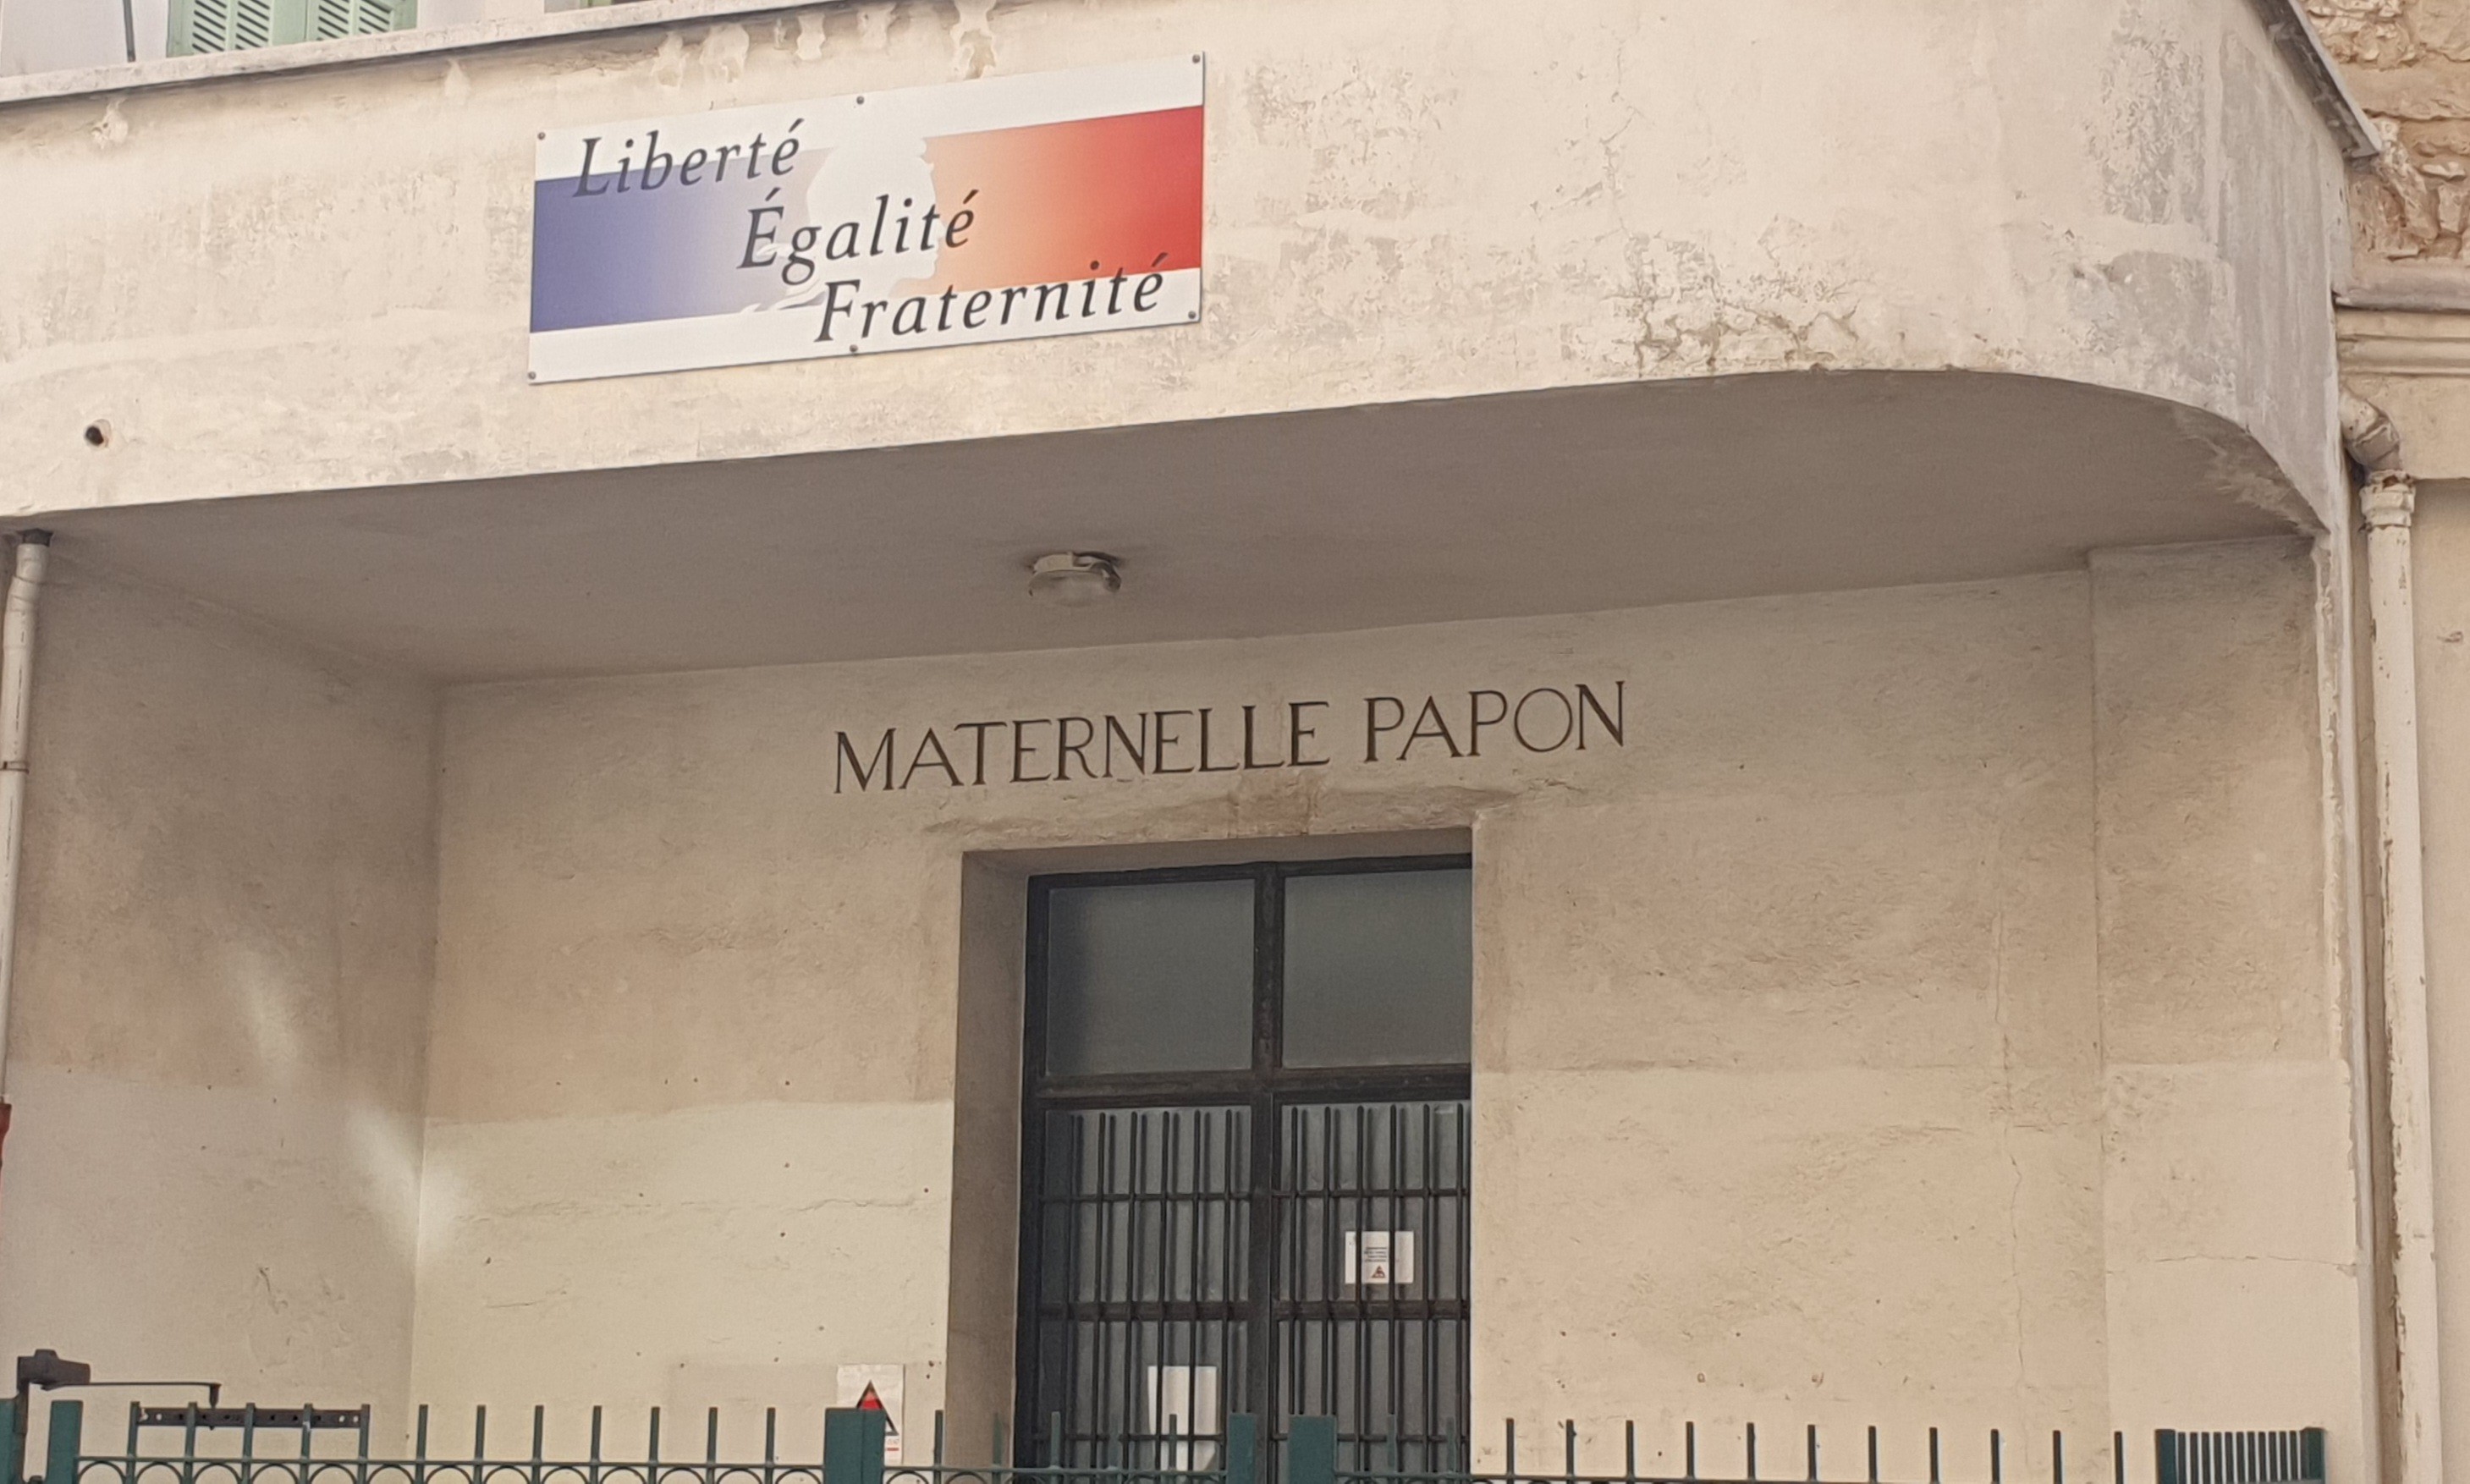 Liberté
Égalité
Fraternité
MATERNELLE PAPON